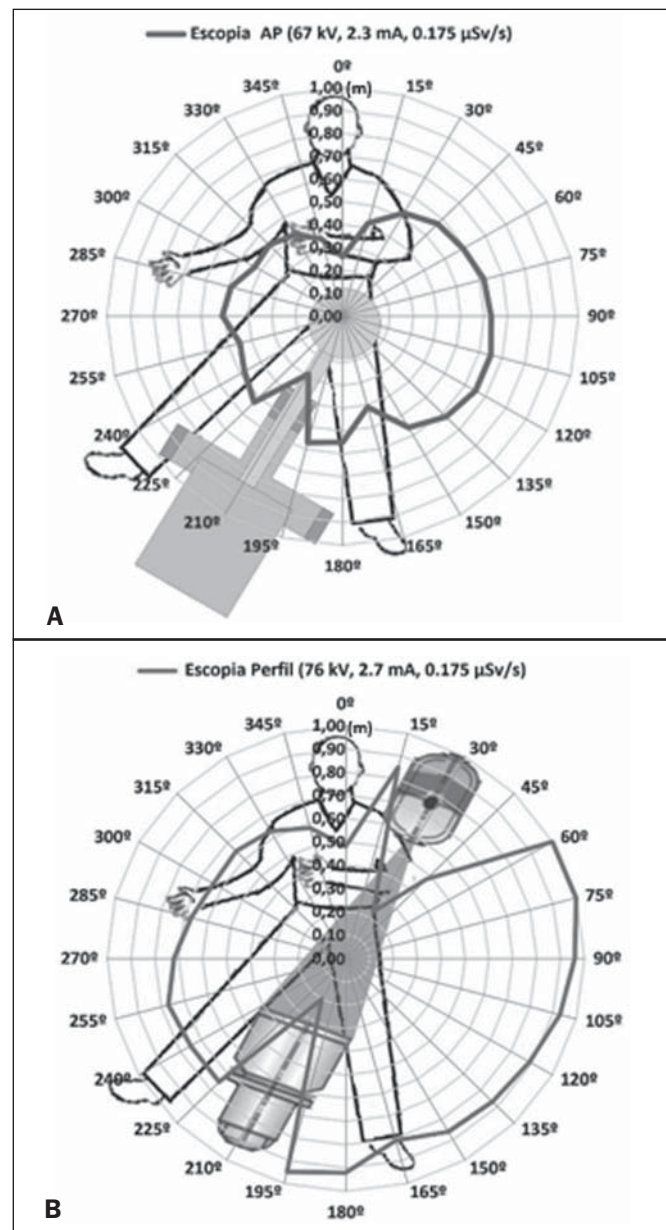 Escopia AP (67 kV, 2.3 mA, 0.175 µSv/s)
0º
345º
15º
1,00 (m)
330º
30º
0,90
315º
0,80
45º
0,70
300º
0,60
60º
0,50
285º
0,40
75º
0,30
0,20
0,10
270º
0,00
90º
255º
105º
240º
120º
225º
135º
210º
150º
195º
165º
180º
A
Escopia Perfil (76 kV, 2.7 mA, 0.175 µSv/s)
0º
345º
15º
1,00 (m)
330º
30º
0,90
315º
0,80
45º
0,70
300º
0,60
60º
0,50
285º
0,40
75º
0,30
0,20
0,10
270º
0,00
90º
255º
105º
240º
120º
225º
135º
210º
150º
195º
165º
180º
B